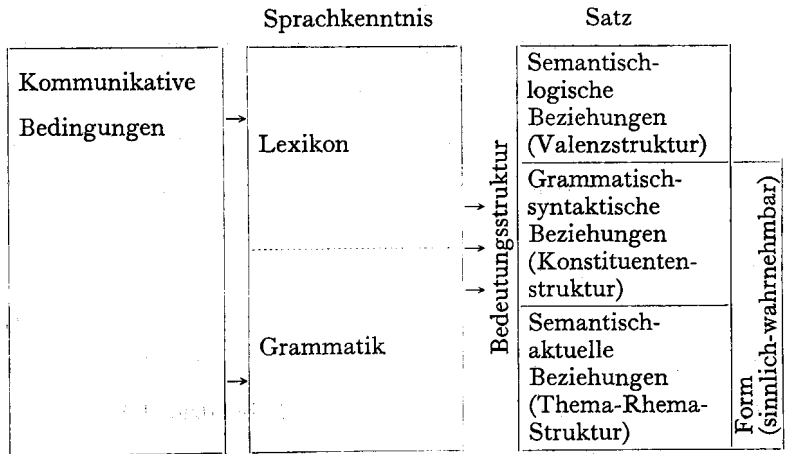 Sprachkenntnis
Satz
Kommunikative
Bedingungen
→
→
Lexikon
Grammatik
→
→
→
Bedeutungsstruktur
Semantisch-
logische
Beziehungen
(Valenzstruktur)
Grammatisch-
syntaktische
Beziehungen
(Konstituenten-
struktur)
Semantisch-
aktuelle
Beziehungen
(Thema-Rhema-
Struktur)
Form
(sinnlich-wahrnehmbar)